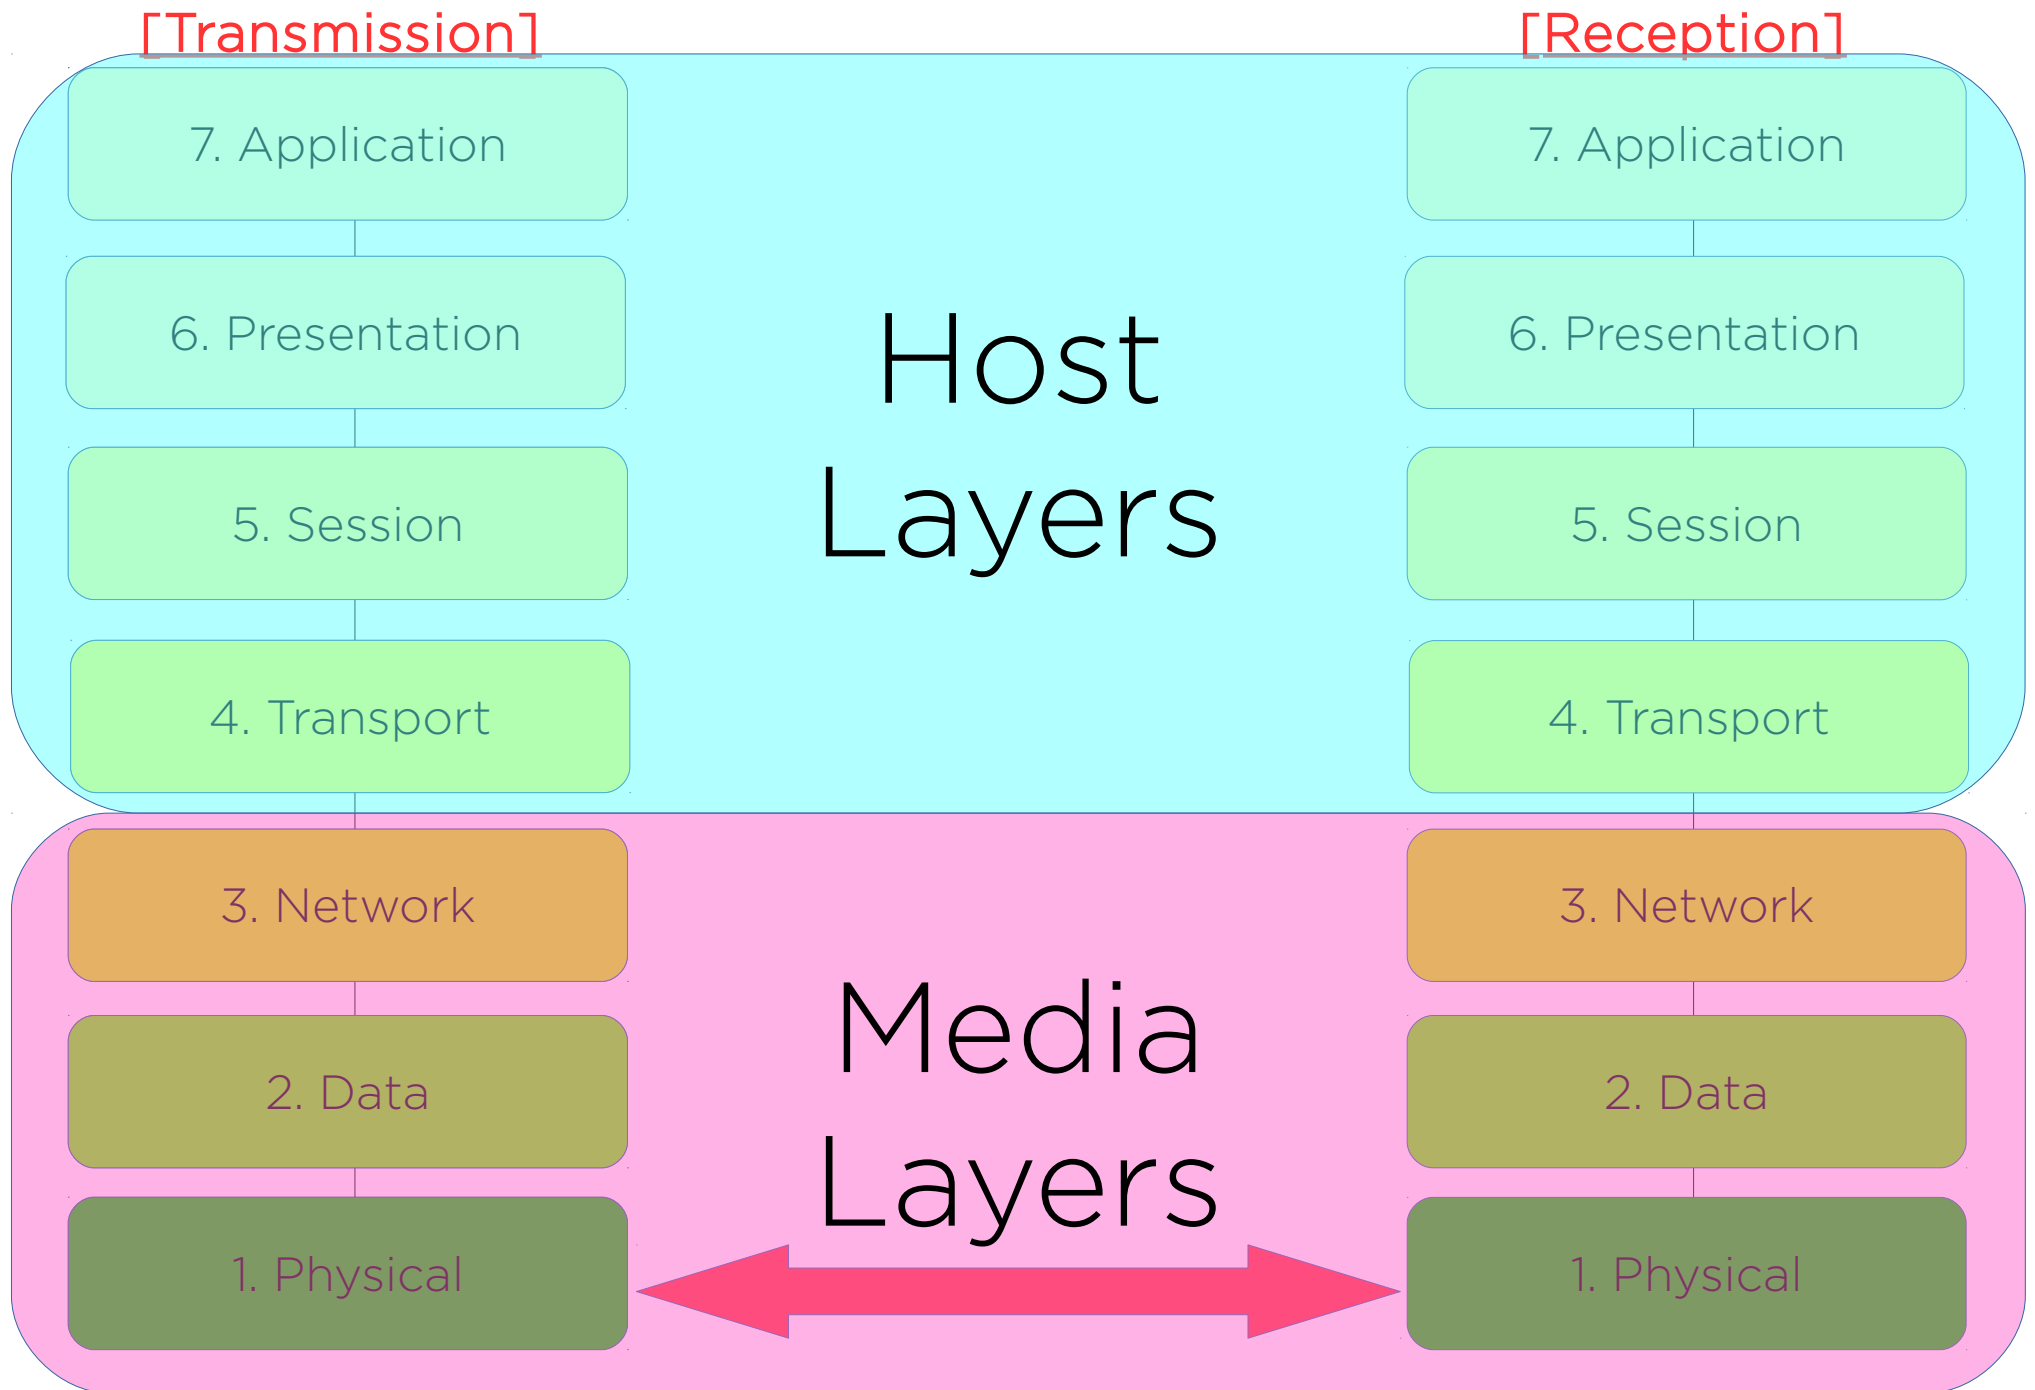 [Transmission]
7. Application
6. Presentation
5. Session
4. Transport
3. Network
2. Data
1. Physical
Host
Layers
Media
Layers
[Reception]
7. Application
6. Presentation
5. Session
4. Transport
3. Network
2. Data
1. Physical